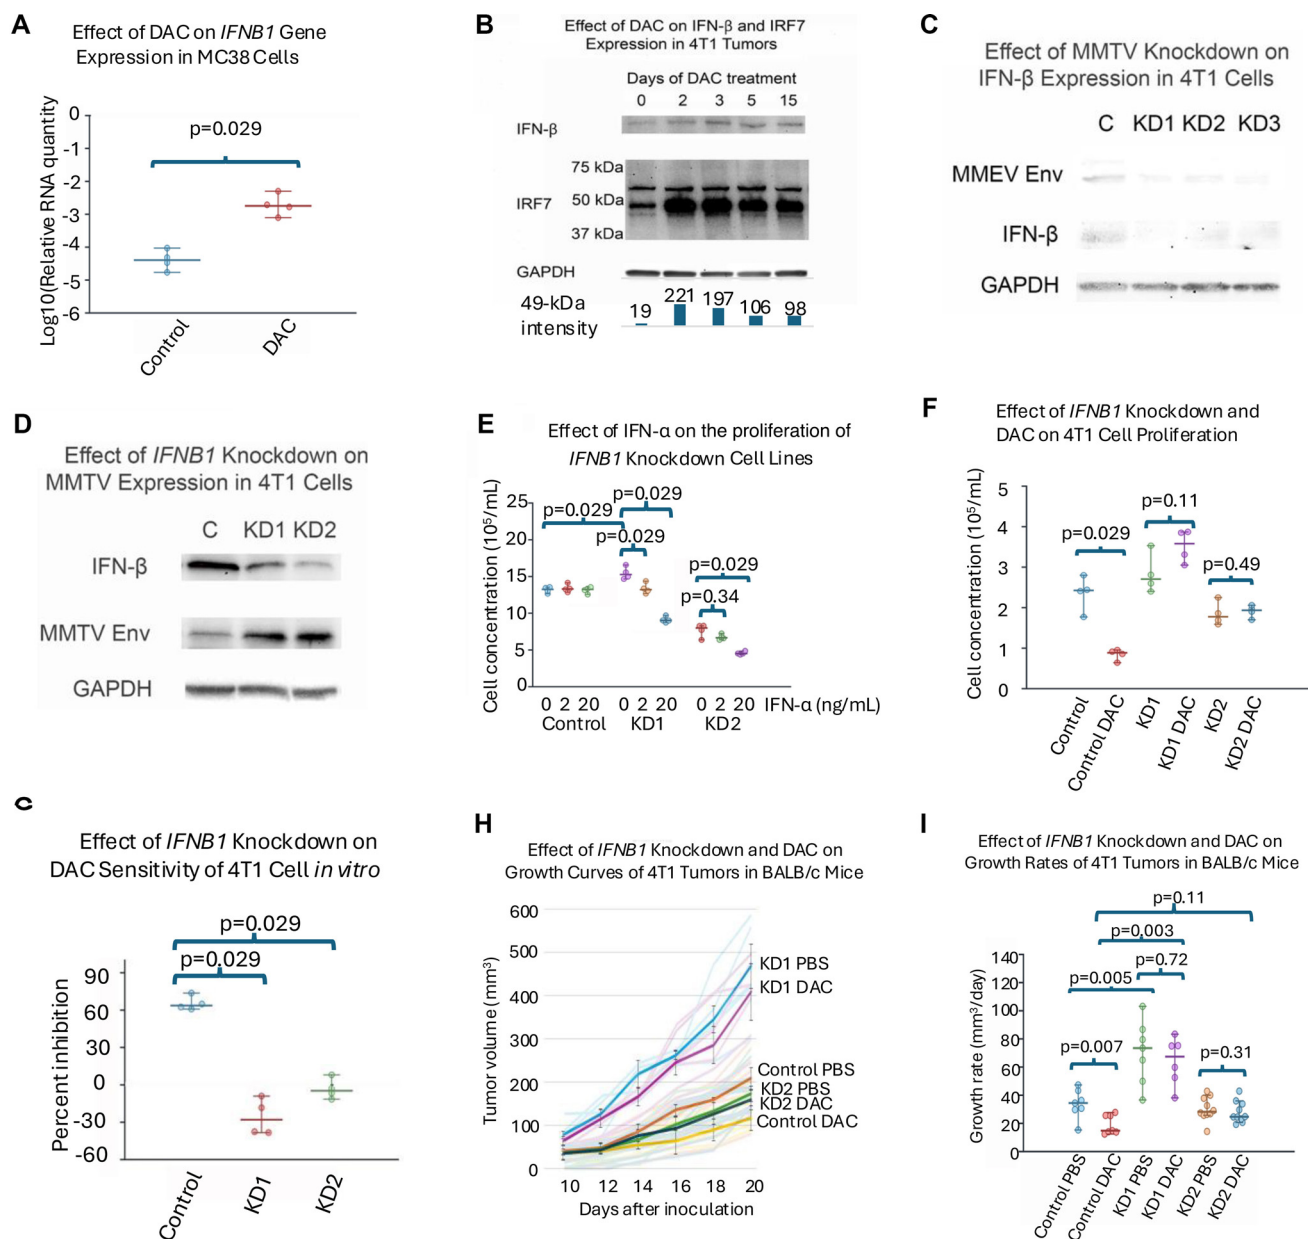 A
Effect of DAC on IFNB1 Gene
Expression in MC38 Cells
Log10(Relative RNA quantity
0
-1
-2
-3
-4
-5
-6
p=0.029
Control
DAC
B
Effect of DAC on IFN-β and IRF7
Expression in 4T1 Tumors
Days of DAC treatment
0 2 3 5 15
IFN-β
75 kDa
IRF7 50 kDa
37 kDa
GAPDH
49-kDa
intensity
19 221 197 106 98
C
Effect of MMTV Knockdown on
IFN-β Expression in 4T1 Cells
C KD1 KD2 KD3
MMEV Env
IFN-β
GAPDH
D
Effect of IFNB1 Knockdown on
MMTV Expression in 4T1 Cells
C KD1 KD2
IFN-β
MMTV Env
GAPDH
E
Effect of IFN-α on the proliferation of
IFNB1 Knockdown Cell Lines
Cell concentration (10⁵/mL)
25
20
15
10
5
0
p=0.029
p=0.029
p=0.029
p=0.029
p=0.34
0 2 20 0 2 20 0 2 20 IFN-α (ng/mL)
Control KD1 KD2
F
Effect of IFNB1 Knockdown and
DAC on 4T1 Cell Proliferation
Cell concentration (10⁵/mL)
5
4
3
2
1
0
p=0.029
p=0.11
p=0.49
Control
Control DAC
KD1
KD1 DAC
KD2
KD2 DAC
Effect of IFNB1 Knockdown on
DAC Sensitivity of 4T1 Cell in vitro
Percent inhibition
90
60
30
0
-30
-60
p=0.029
p=0.029
Control
KD1
KD2
H
Effect of IFNB1 Knockdown and DAC on
Growth Curves of 4T1 Tumors in BALB/c Mice
Tumor volume (mm³)
600
500
400
300
200
100
0
KD1 PBS
KD1 DAC
Control PBS
KD2 PBS
KD2 DAC
Control DAC
10 12 14 16 18 20
Days after inoculation
I
Effect of IFNB1 Knockdown and DAC on
Growth Rates of 4T1 Tumors in BALB/c Mice
Growth rate (mm³/day)
140
120
100
80
60
40
20
0
p=0.11
p=0.003
p=0.72
p=0.005
p=0.007
p=0.31
Control PBS
Control DAC
KD1 PBS
KD1 DAC
KD2 PBS
KD2 DAC